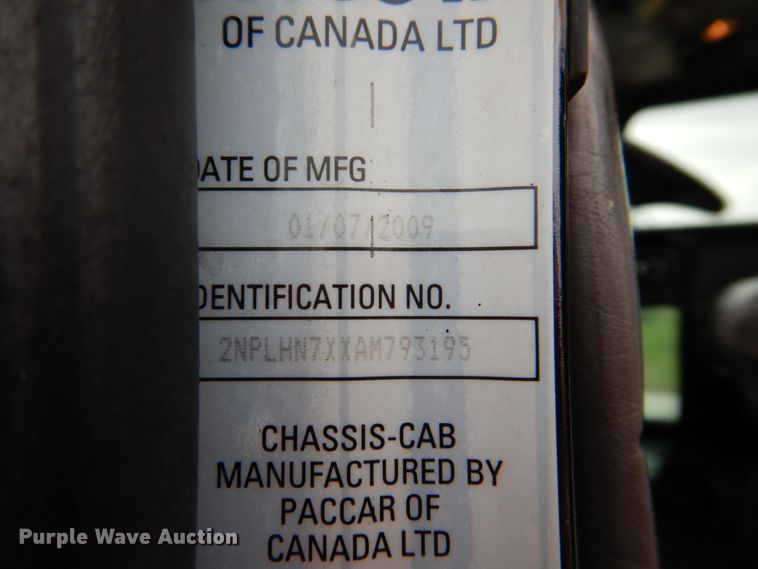 OF CANADA LTD
DATE OF MFG
01/07/2009
IDENTIFICATION NO.
2NPLHN7XXAM793195
CHASSIS-CAB
MANUFACTURED BY
PACCAR OF
CANADA LTD
Purple Wave Auction